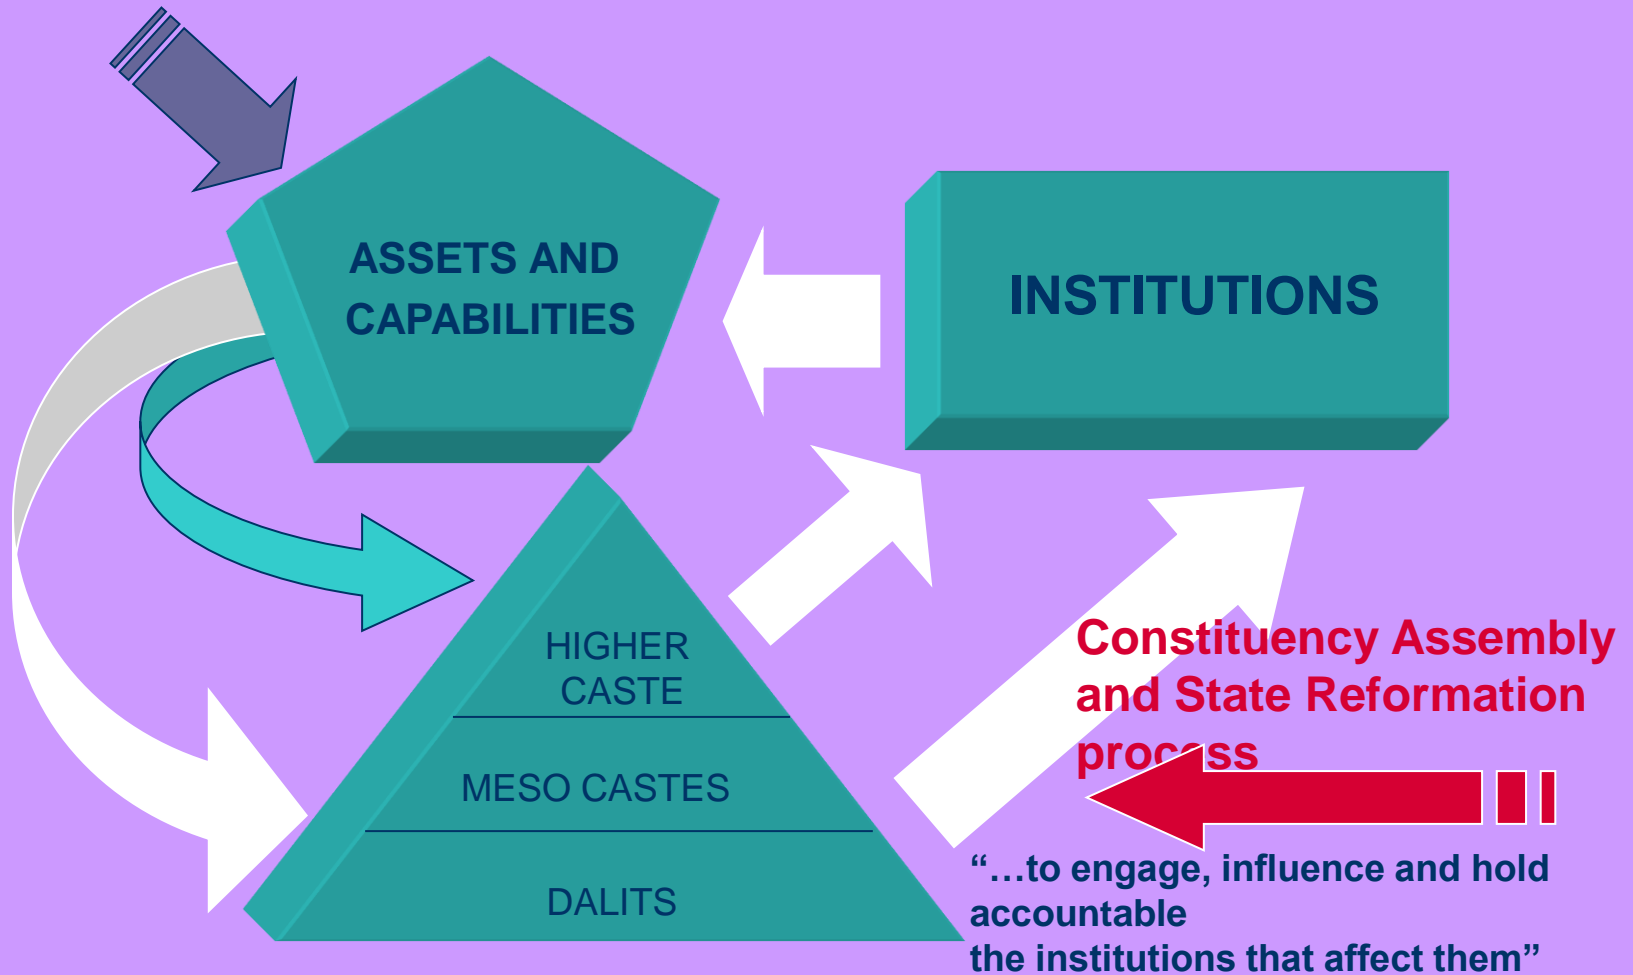 ASSETS AND
CAPABILITIES
INSTITUTIONS
HIGHER
CASTE
MESO CASTES
DALITS
Constituency Assembly
and State Reformation
process
“…to engage, influence and hold
accountable
the institutions that affect them”